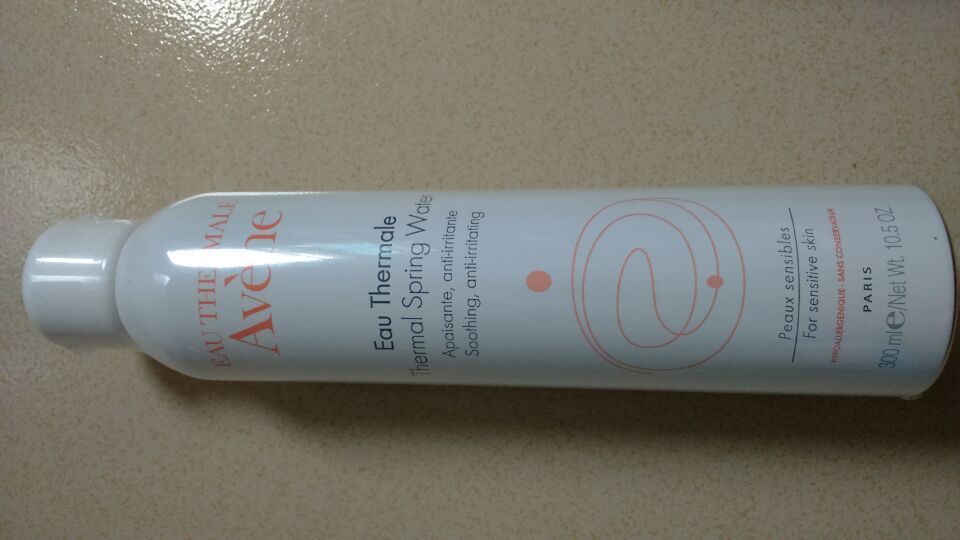 EAU THERMALE
Avène
Eau Thermale
Thermal Spring Water
Apaisante, anti-irritante
Soothing, anti-irritating
Peaux sensibles
For sensitive skin
HYPOALLERGENIQUE - SANS CONSERVATEUR
PARIS
300 ml℮/Net Wt. 10.5 OZ.